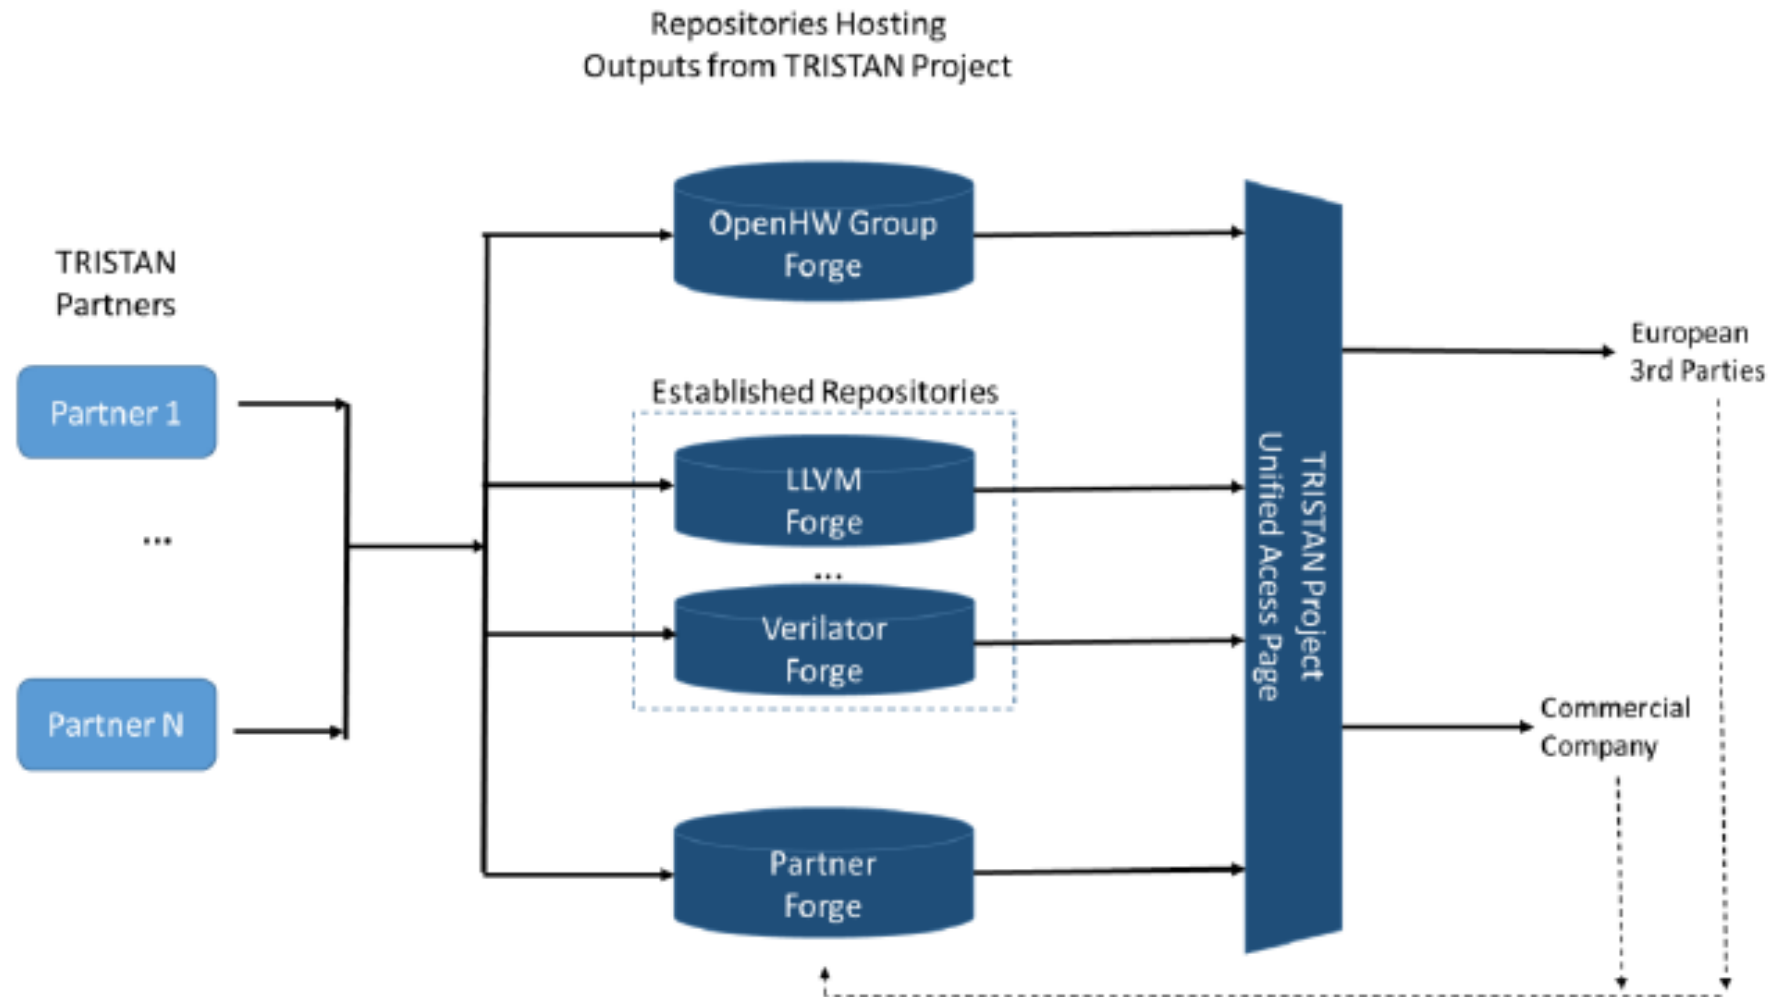 Repositories Hosting
Outputs from TRISTAN Project
TRISTAN
Partners
Partner 1
...
Partner N
OpenHW Group
Forge
Established Repositories
LLVM
Forge
...
Verilator
Forge
Partner
Forge
TRISTAN Project
Unified Acess Page
European
3rd Parties
Commercial
Company